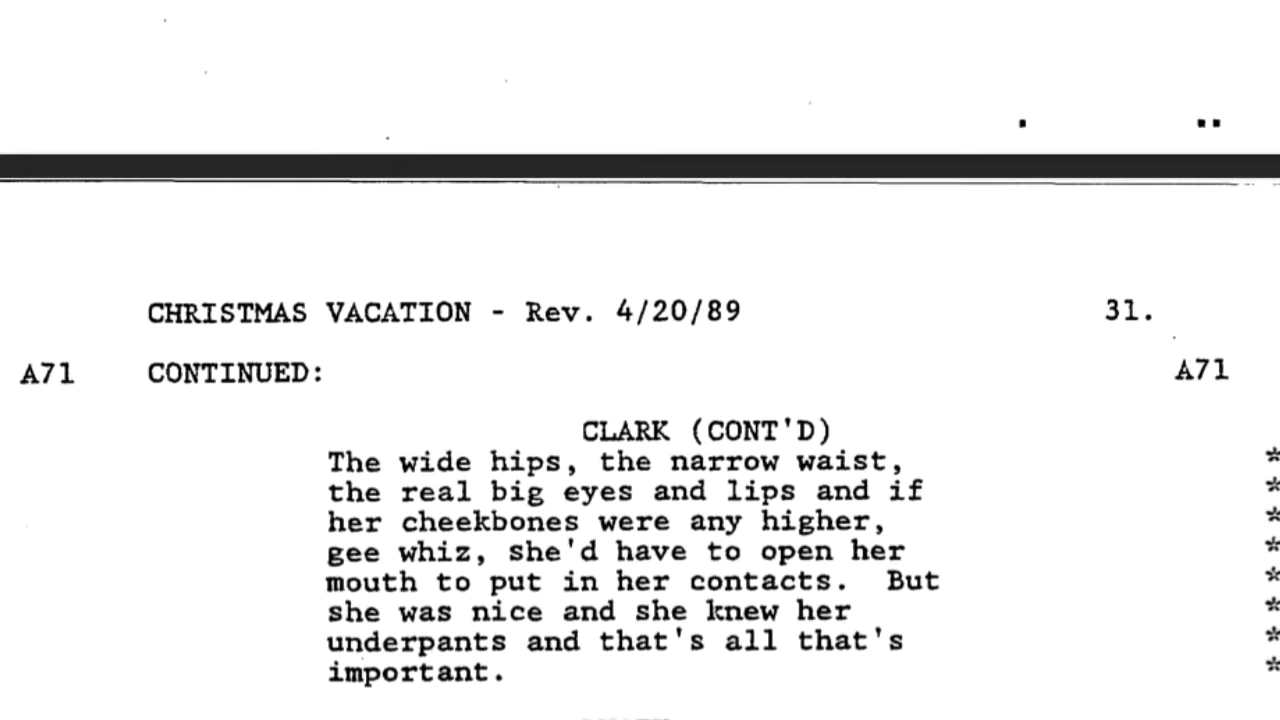 CHRISTMAS VACATION - Rev. 4/20/89 31.
A71 CONTINUED: A71
CLARK (CONT'D)
The wide hips, the narrow waist, *
the real big eyes and lips and if *
her cheekbones were any higher, *
gee whiz, she'd have to open her *
mouth to put in her contacts. But *
she was nice and she knew her *
underpants and that's all that's *
important. *